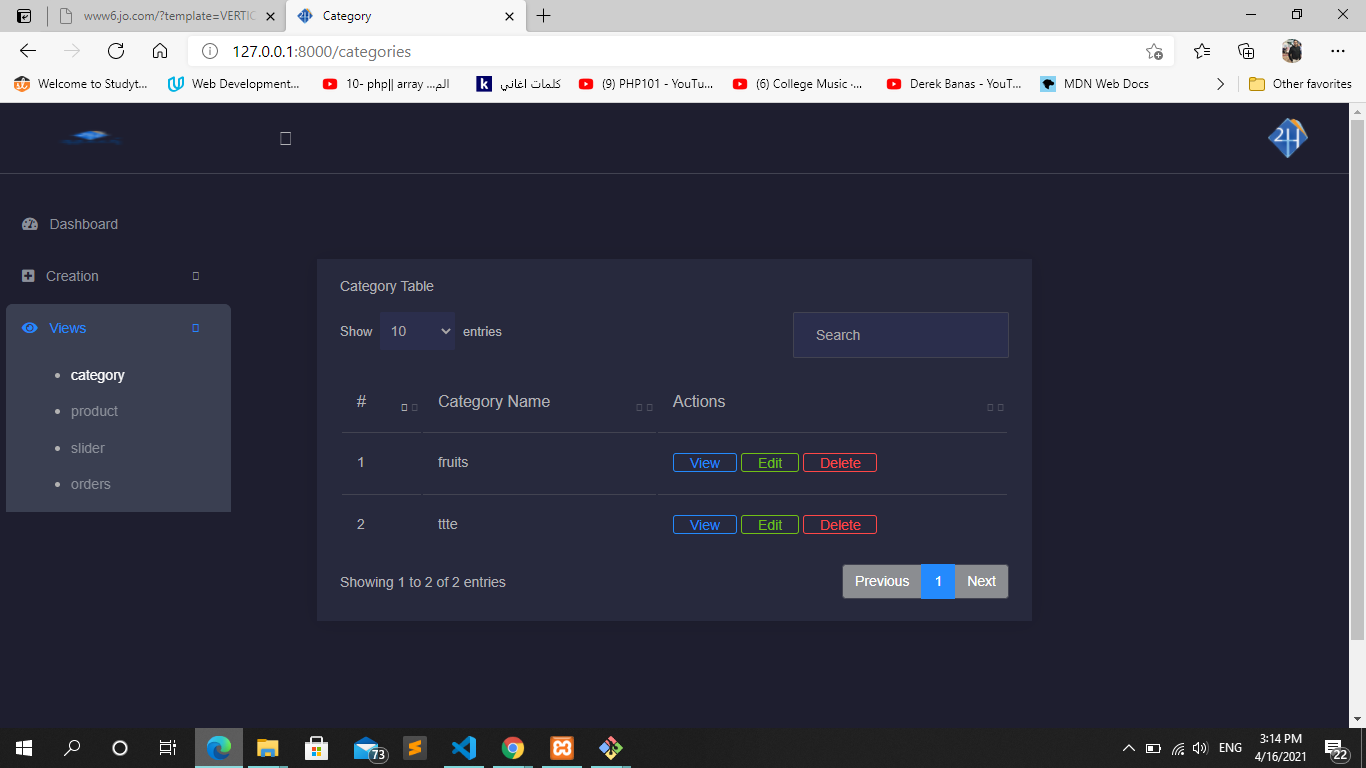 www6.jo.com/?template=VERTIC
Category
127.0.0.1:8000/categories
Welcome to Studyt...
Web Development...
10- php|| array ...الم
كلمات اغاني
(9) PHP101 - YouTu...
(6) College Music -...
Derek Banas - YouT...
MDN Web Docs
Other favorites
2H
Dashboard
Creation
Views
category
product
slider
orders
Category Table
Show 10 entries
Search
# Category Name Actions
1 fruits View Edit Delete
2 ttte View Edit Delete
Showing 1 to 2 of 2 entries
Previous 1 Next
73
ENG
3:14 PM
4/16/2021
22